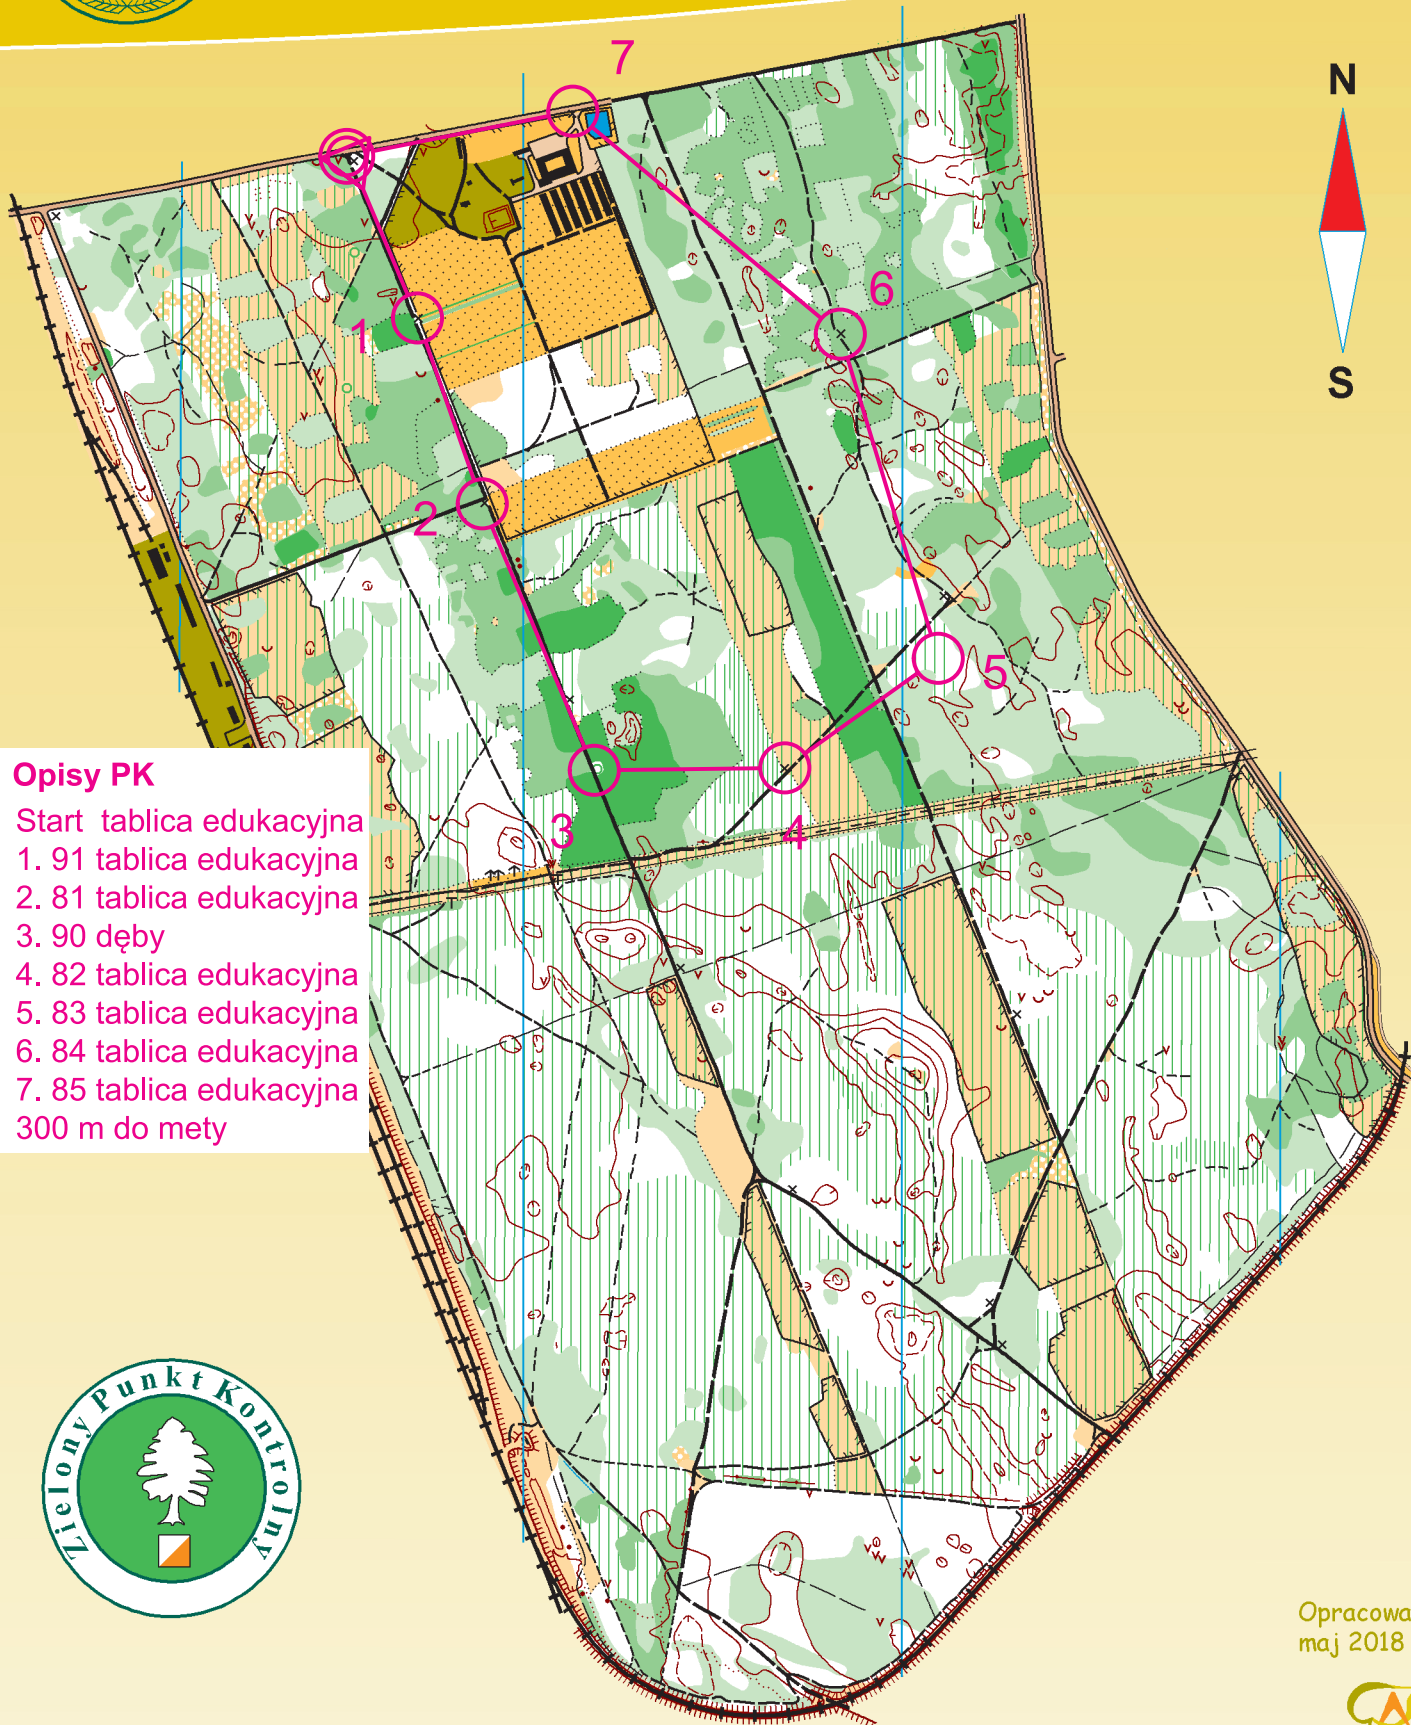 7
N
S
6
1
2
5
3
4
Opisy PK
Start tablica edukacyjna
1. 91 tablica edukacyjna
2. 81 tablica edukacyjna
3. 90 dęby
4. 82 tablica edukacyjna
5. 83 tablica edukacyjna
6. 84 tablica edukacyjna
7. 85 tablica edukacyjna
300 m do mety
Zielony Punkt Kontrolny
Opracowa
maj 2018